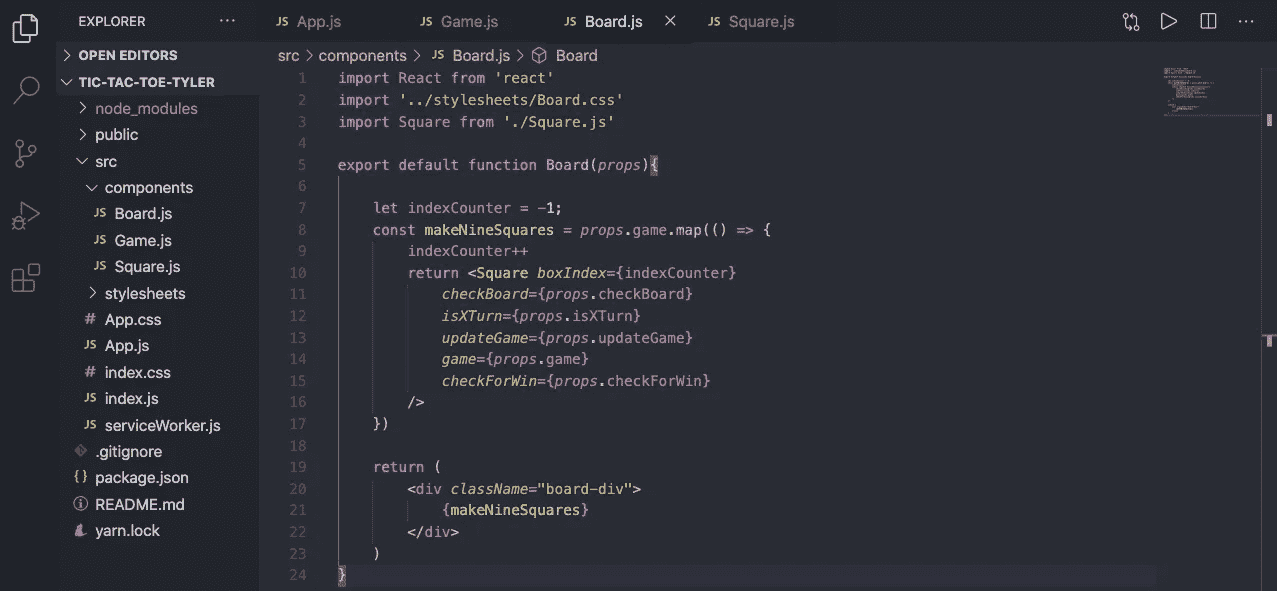 EXPLORER
OPEN EDITORS
TIC-TAC-TOE-TYLER
node_modules
public
src
components
JS Board.js
JS Game.js
JS Square.js
stylesheets
# App.css
JS App.js
# index.css
JS index.js
JS serviceWorker.js
.gitignore
{} package.json
README.md
yarn.lock
JS App.js JS Game.js JS Board.js JS Square.js
src > components > JS Board.js > Board
1 import React from 'react'
2 import '../stylesheets/Board.css'
3 import Square from './Square.js'
4
5 export default function Board(props){
6
7 let indexCounter = -1;
8 const makeNineSquares = props.game.map(() => {
9 indexCounter++
10 return <Square boxIndex={indexCounter}
11 checkBoard={props.checkBoard}
12 isXTurn={props.isXTurn}
13 updateGame={props.updateGame}
14 game={props.game}
15 checkForWin={props.checkForWin}
16 />
17 })
18
19 return (
20 <div className="board-div">
21 {makeNineSquares}
22 </div>
23 )
24 }